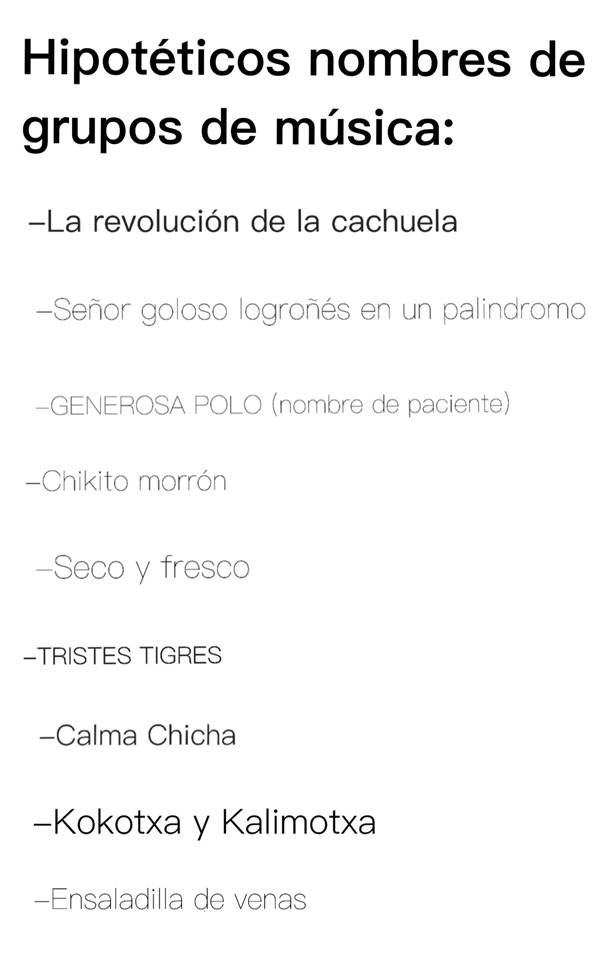 Hipotéticos nombres de
grupos de música:
–La revolución de la cachuela
–Señor goloso logroñés en un palindromo
–GENEROSA POLO (nombre de paciente)
–Chikito morrón
–Seco y fresco
–TRISTES TIGRES
–Calma Chicha
–Kokotxa y Kalimotxa
–Ensaladilla de venas